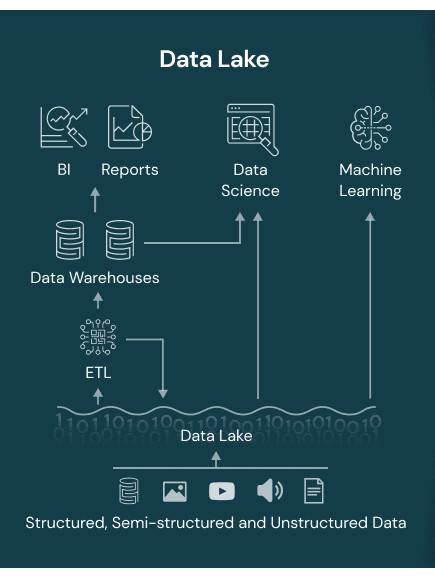 Data Lake
BI
Reports
Data
Science
Machine
Learning
Data Warehouses
ETL
Data Lake
Structured, Semi-structured and Unstructured Data